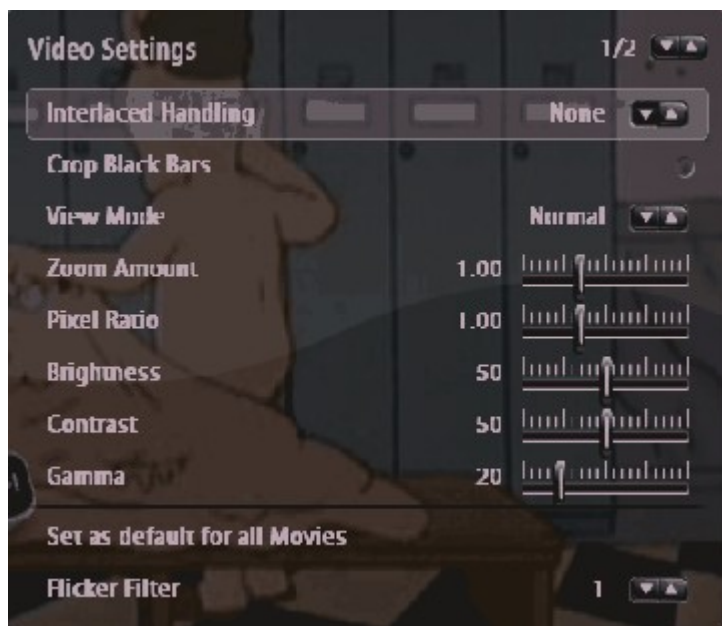 Video Settings 1/2
Interlaced Handling None
Crop Black Bars
View Mode Normal
Zoom Amount 1.00
Pixel Ratio 1.00
Brightness 50
Contrast 50
Gamma 20
Set as default for all Movies
Flicker Filter 1